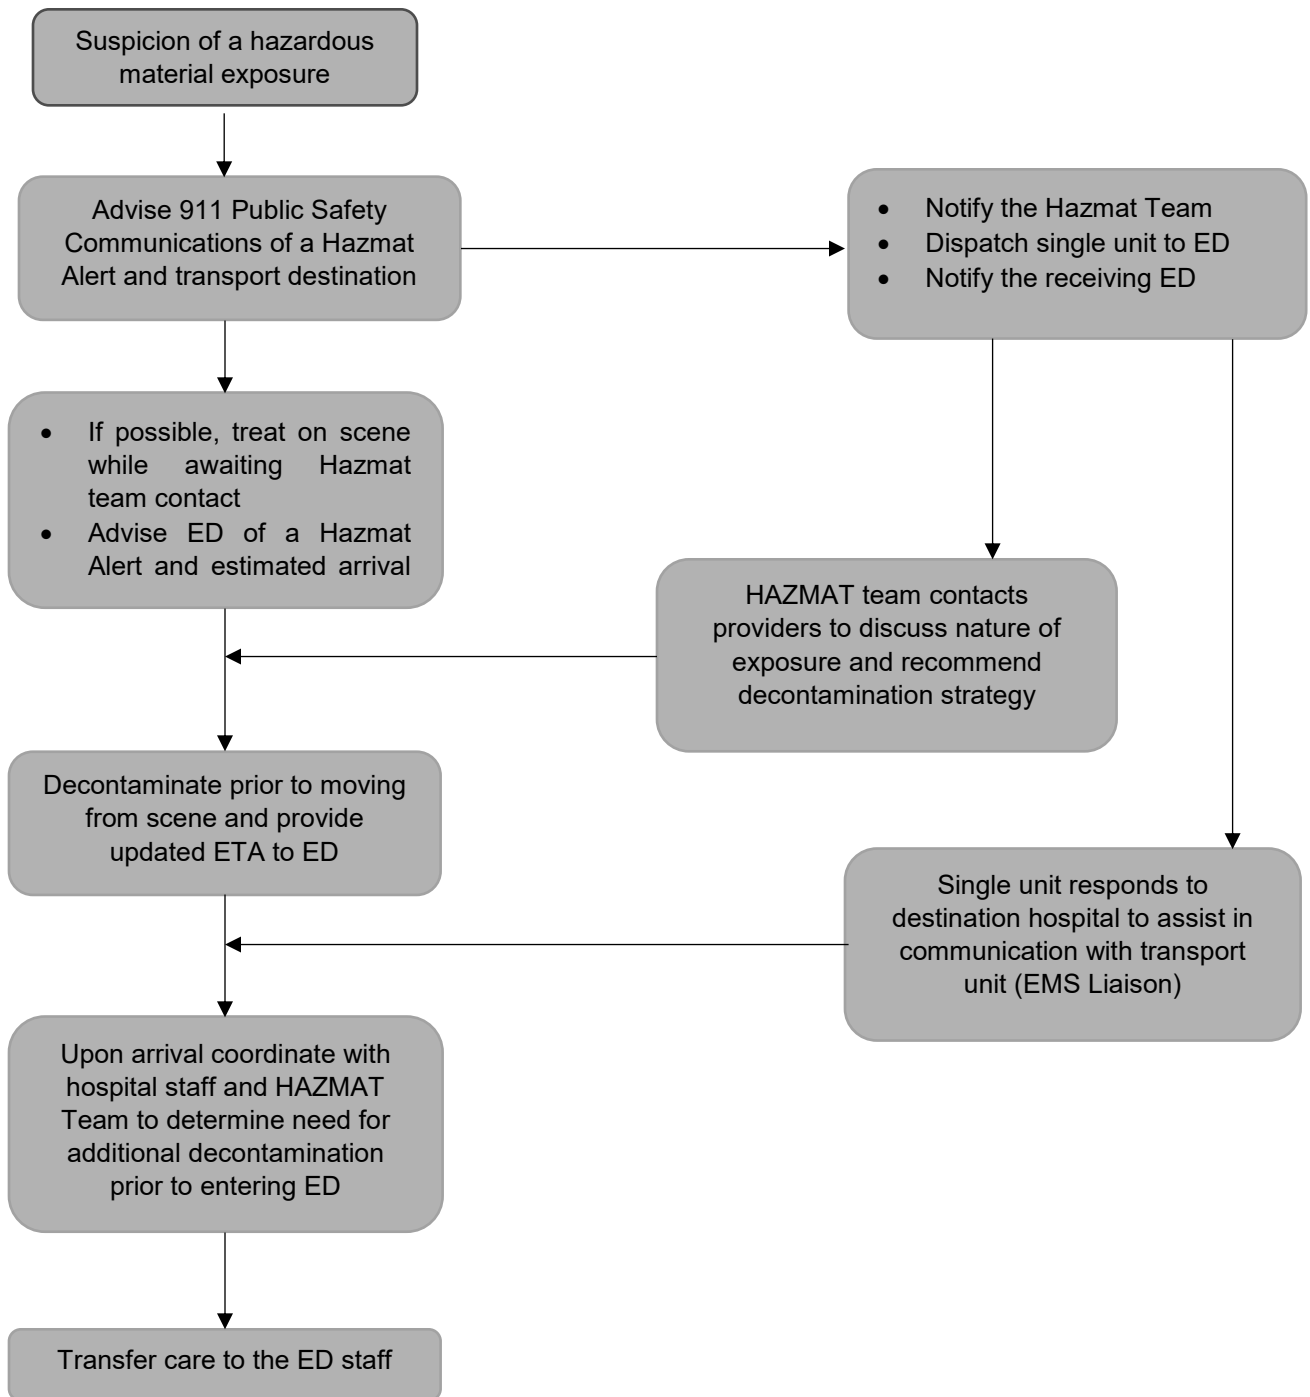 Suspicion of a hazardous
material exposure
Advise 911 Public Safety
Communications of a Hazmat
Alert and transport destination
• Notify the Hazmat Team
• Dispatch single unit to ED
• Notify the receiving ED
• If possible, treat on scene
while awaiting Hazmat
team contact
• Advise ED of a Hazmat
Alert and estimated arrival
HAZMAT team contacts
providers to discuss nature of
exposure and recommend
decontamination strategy
Decontaminate prior to moving
from scene and provide
updated ETA to ED
Single unit responds to
destination hospital to assist in
communication with transport
unit (EMS Liaison)
Upon arrival coordinate with
hospital staff and HAZMAT
Team to determine need for
additional decontamination
prior to entering ED
Transfer care to the ED staff